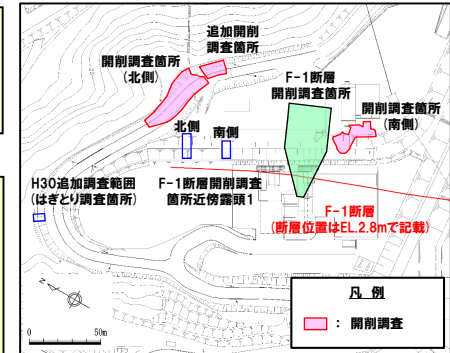 追加開削
調査箇所
開削調査箇所
(北側)
F-1断層
開削調査箇所
開削調査箇所
(南側)
北側
南側
H30追加調査範囲
(はぎとり調査箇所)
F-1断層開削調査
箇所近傍露頭1
F-1断層
(断層位置はEL.2.8mで記載)
N
0 50m
凡 例
： 開削調査